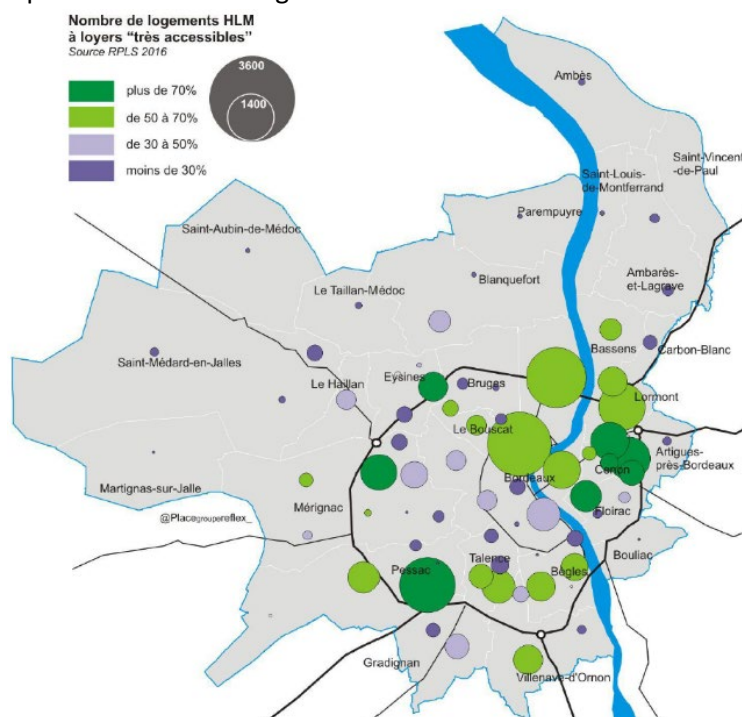 Nombre de logements HLM
à loyers "très accessibles"
Source RPLS 2016
3600
1400
plus de 70%
de 50 à 70%
de 30 à 50%
moins de 30%
Ambès
Saint-Vincent
-de-Paul
Saint-Louis
de-Montferrand
Parempuyre
Saint-Aubin-de-Médoc
Blanquefort
Ambarès-
et-Lagrave
Le Taillan-Médoc
Bassens
Carbon-Blanc
Saint-Médard-en-Jalles
Eysines
Bruges
Le Haillan
Lormont
Le Bouscat
Artigues-
près-Bordeaux
Cenon
Bordeaux
Martignas-sur-Jalle
Mérignac
Floirac
@Placegroupereflex_
Bouliac
Talence
Pessac
Bègles
Gradignan
Villenave-d'Ornon